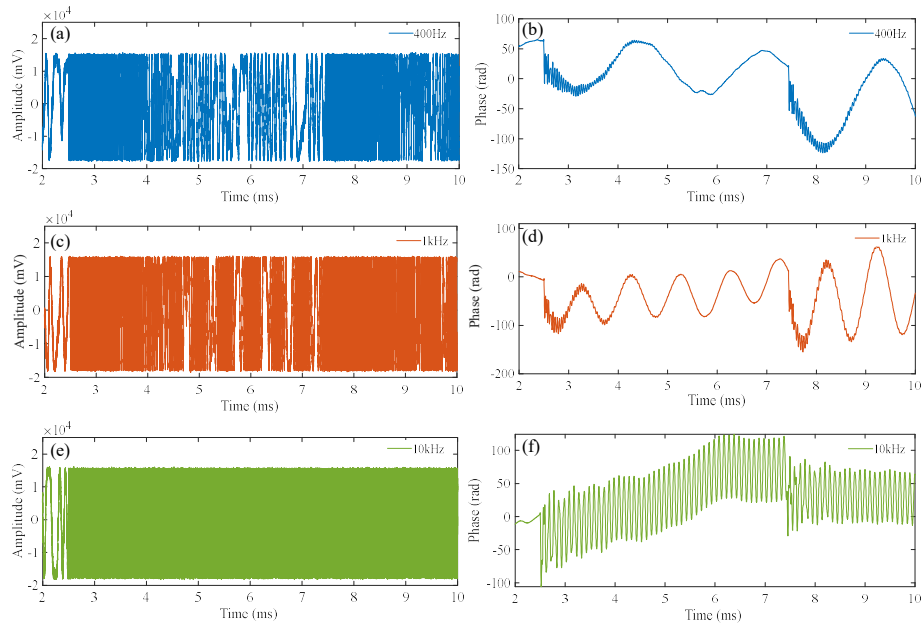 ×10⁴
(a)
400Hz
Amplitude (mV)
2
1
0
-1
-2
2 3 4 5 6 7 8 9 10
Time (ms)
(b)
400Hz
Phase (rad)
100
50
0
-50
-100
-150
2 3 4 5 6 7 8 9 10
Time (ms)
×10⁴
(c)
1kHz
Amplitude (mV)
2
1
0
-1
-2
2 3 4 5 6 7 8 9 10
Time (ms)
(d)
1kHz
Phase (rad)
100
0
-100
-200
2 3 4 5 6 7 8 9 10
Time (ms)
×10⁴
(e)
10kHz
Amplitude (mV)
2
1
0
-1
-2
2 3 4 5 6 7 8 9 10
Time (ms)
(f)
10kHz
Phase (rad)
100
50
0
-50
-100
2 3 4 5 6 7 8 9 10
Time (ms)